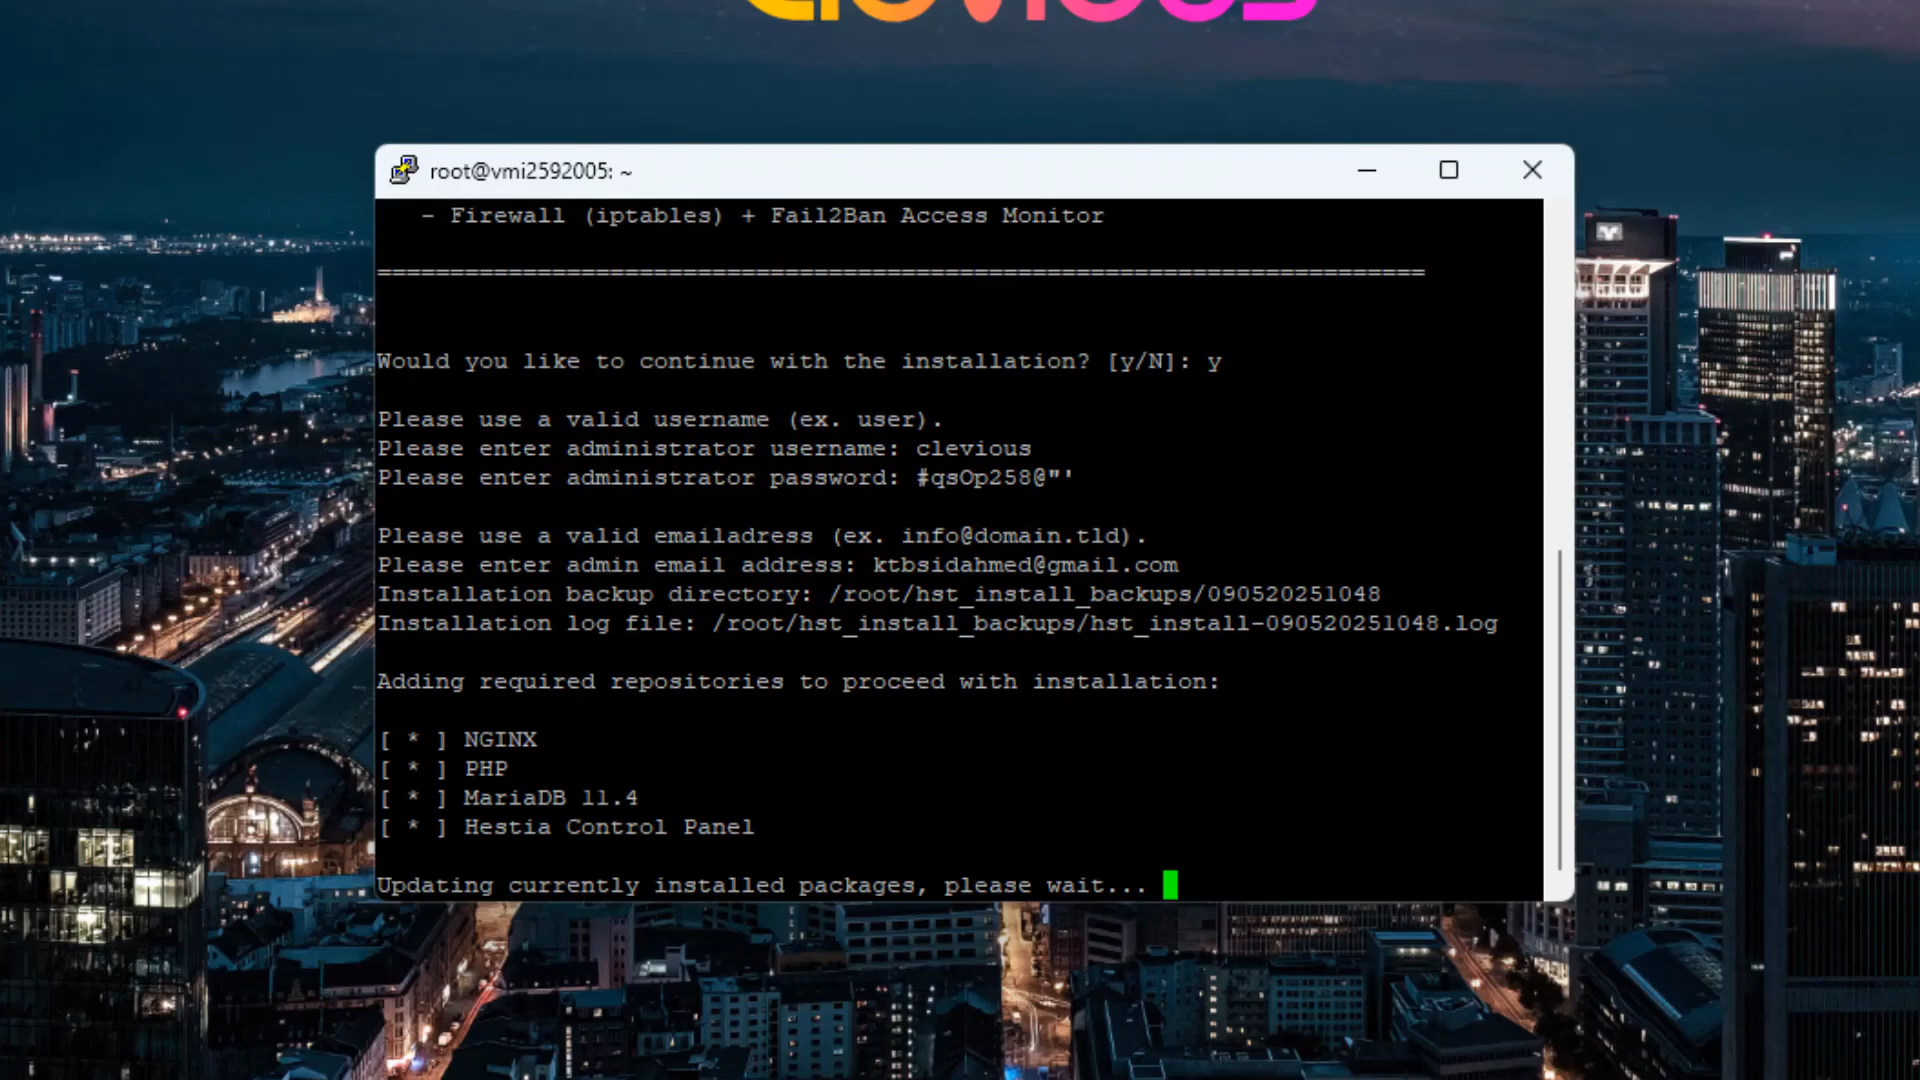 root@vmi2592005: ~
- Firewall (iptables) + Fail2Ban Access Monitor
========================================================================
Would you like to continue with the installation? [y/N]: y
Please use a valid username (ex. user).
Please enter administrator username: clevious
Please enter administrator password: #qsOp258@"'
Please use a valid emailadress (ex. info@domain.tld).
Please enter admin email address: ktbsidahmed@gmail.com
Installation backup directory: /root/hst_install_backups/090520251048
Installation log file: /root/hst_install_backups/hst_install-090520251048.log
Adding required repositories to proceed with installation:
[ * ] NGINX
[ * ] PHP
[ * ] MariaDB 11.4
[ * ] Hestia Control Panel
Updating currently installed packages, please wait...